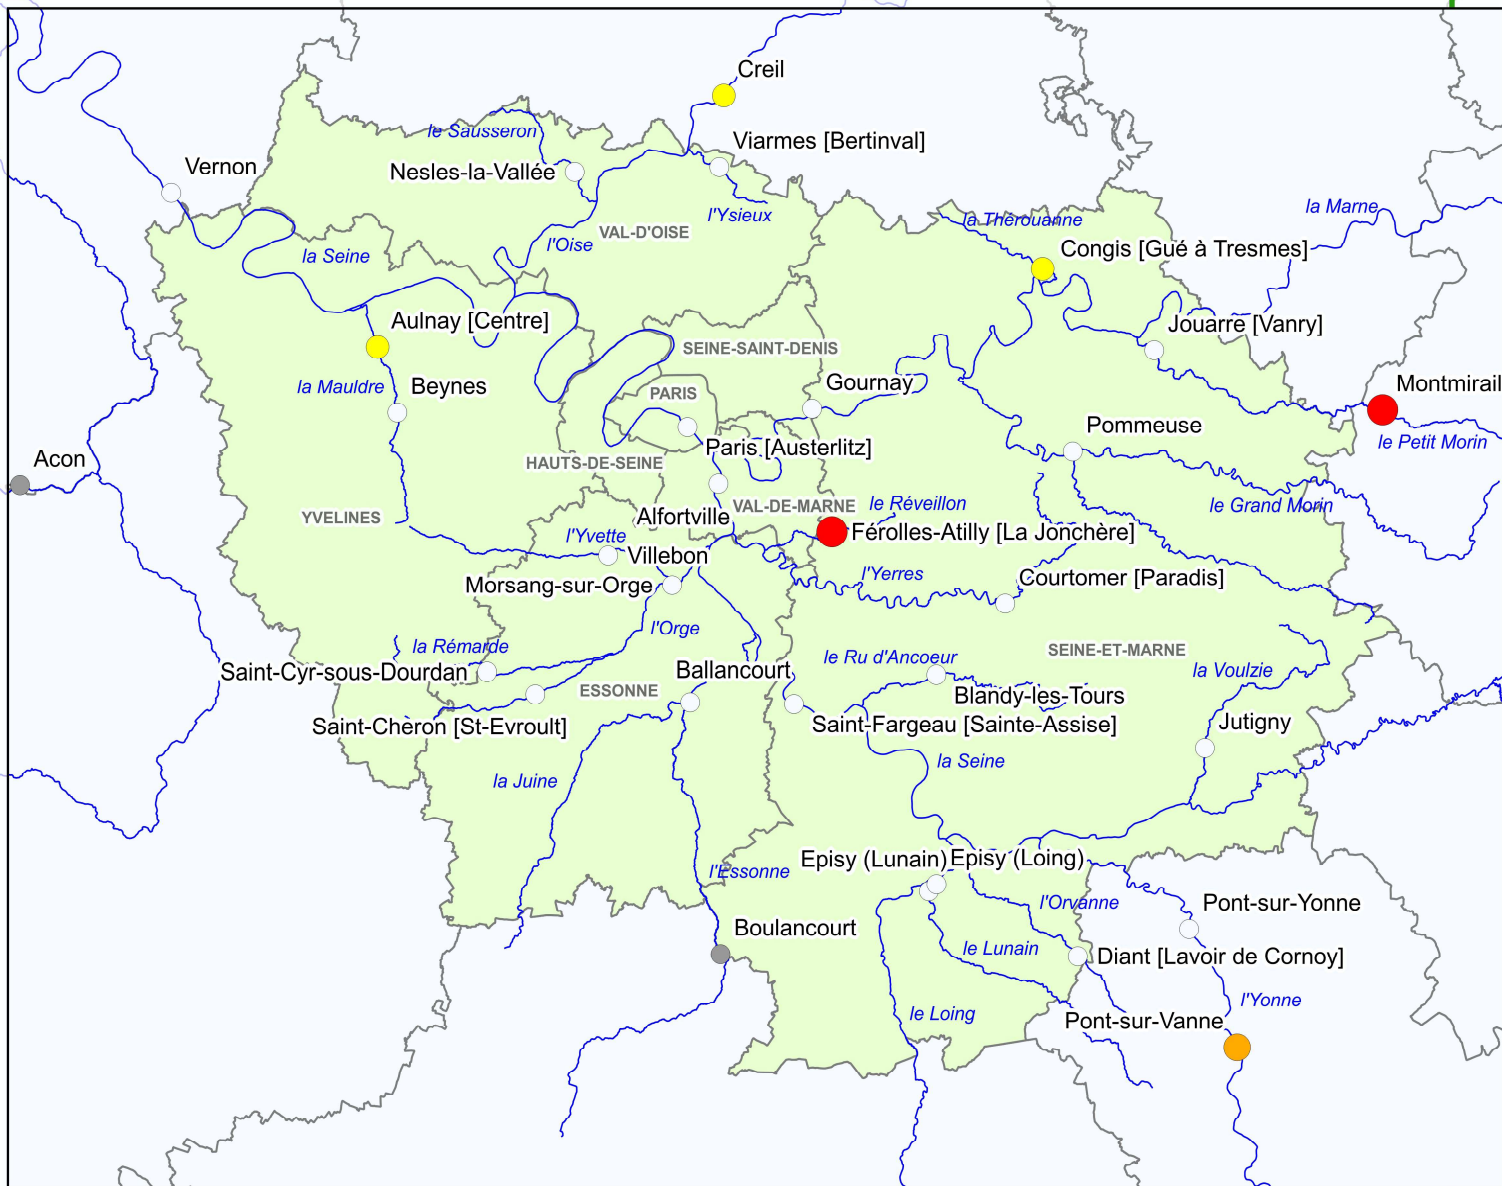 Creil
le Sausseron
Viarmes [Bertinval]
Vernon
Nesles-la-Vallée
l'Ysieux
la Marne
la Thérouanne
VAL-D'OISE
l'Oise
la Seine
Congis [Gué à Tresmes]
Aulnay [Centre]
Jouarre [Vanry]
SEINE-SAINT-DENIS
la Mauldre
Beynes
PARIS
Gournay
Montmirail
Pommeuse
le Petit Morin
Paris [Austerlitz]
Acon
HAUTS-DE-SEINE
YVELINES
Alfortville
VAL-DE-MARNE
le Réveillon
le Grand Morin
l'Yvette
Férolles-Atilly [La Jonchère]
Villebon
Morsang-sur-Orge
l'Yerres
Courtomer [Paradis]
l'Orge
la Rémarde
SEINE-ET-MARNE
le Ru d'Ancoeur
Saint-Cyr-sous-Dourdan
Ballancourt
la Voulzie
ESSONNE
Blandy-les-Tours
Saint-Chéron [St-Evroult]
Saint-Fargeau [Sainte-Assise]
Jutigny
la Juine
la Seine
l'Essonne
Episy (Lunain)
Episy (Loing)
l'Orvanne
Pont-sur-Yonne
Boulancourt
le Lunain
Diant [Lavoir de Cornoy]
le Loing
Pont-sur-Vanne
l'Yonne